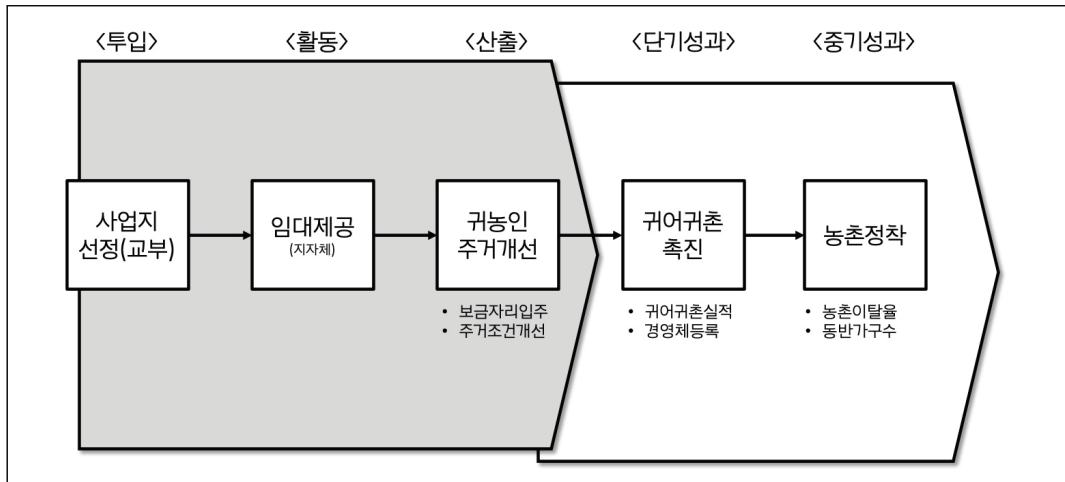 <투입>
<활동>
<산출>
<단기성과>
<중기성과>
사업지
선정(교부)
임대제공
(지자체)
귀농인
주거개선
귀어귀촌
촉진
농촌정착
• 보금자리입주
• 주거조건개선
• 귀어귀촌실적
• 경영체등록
• 농촌이탈율
• 동반가구수